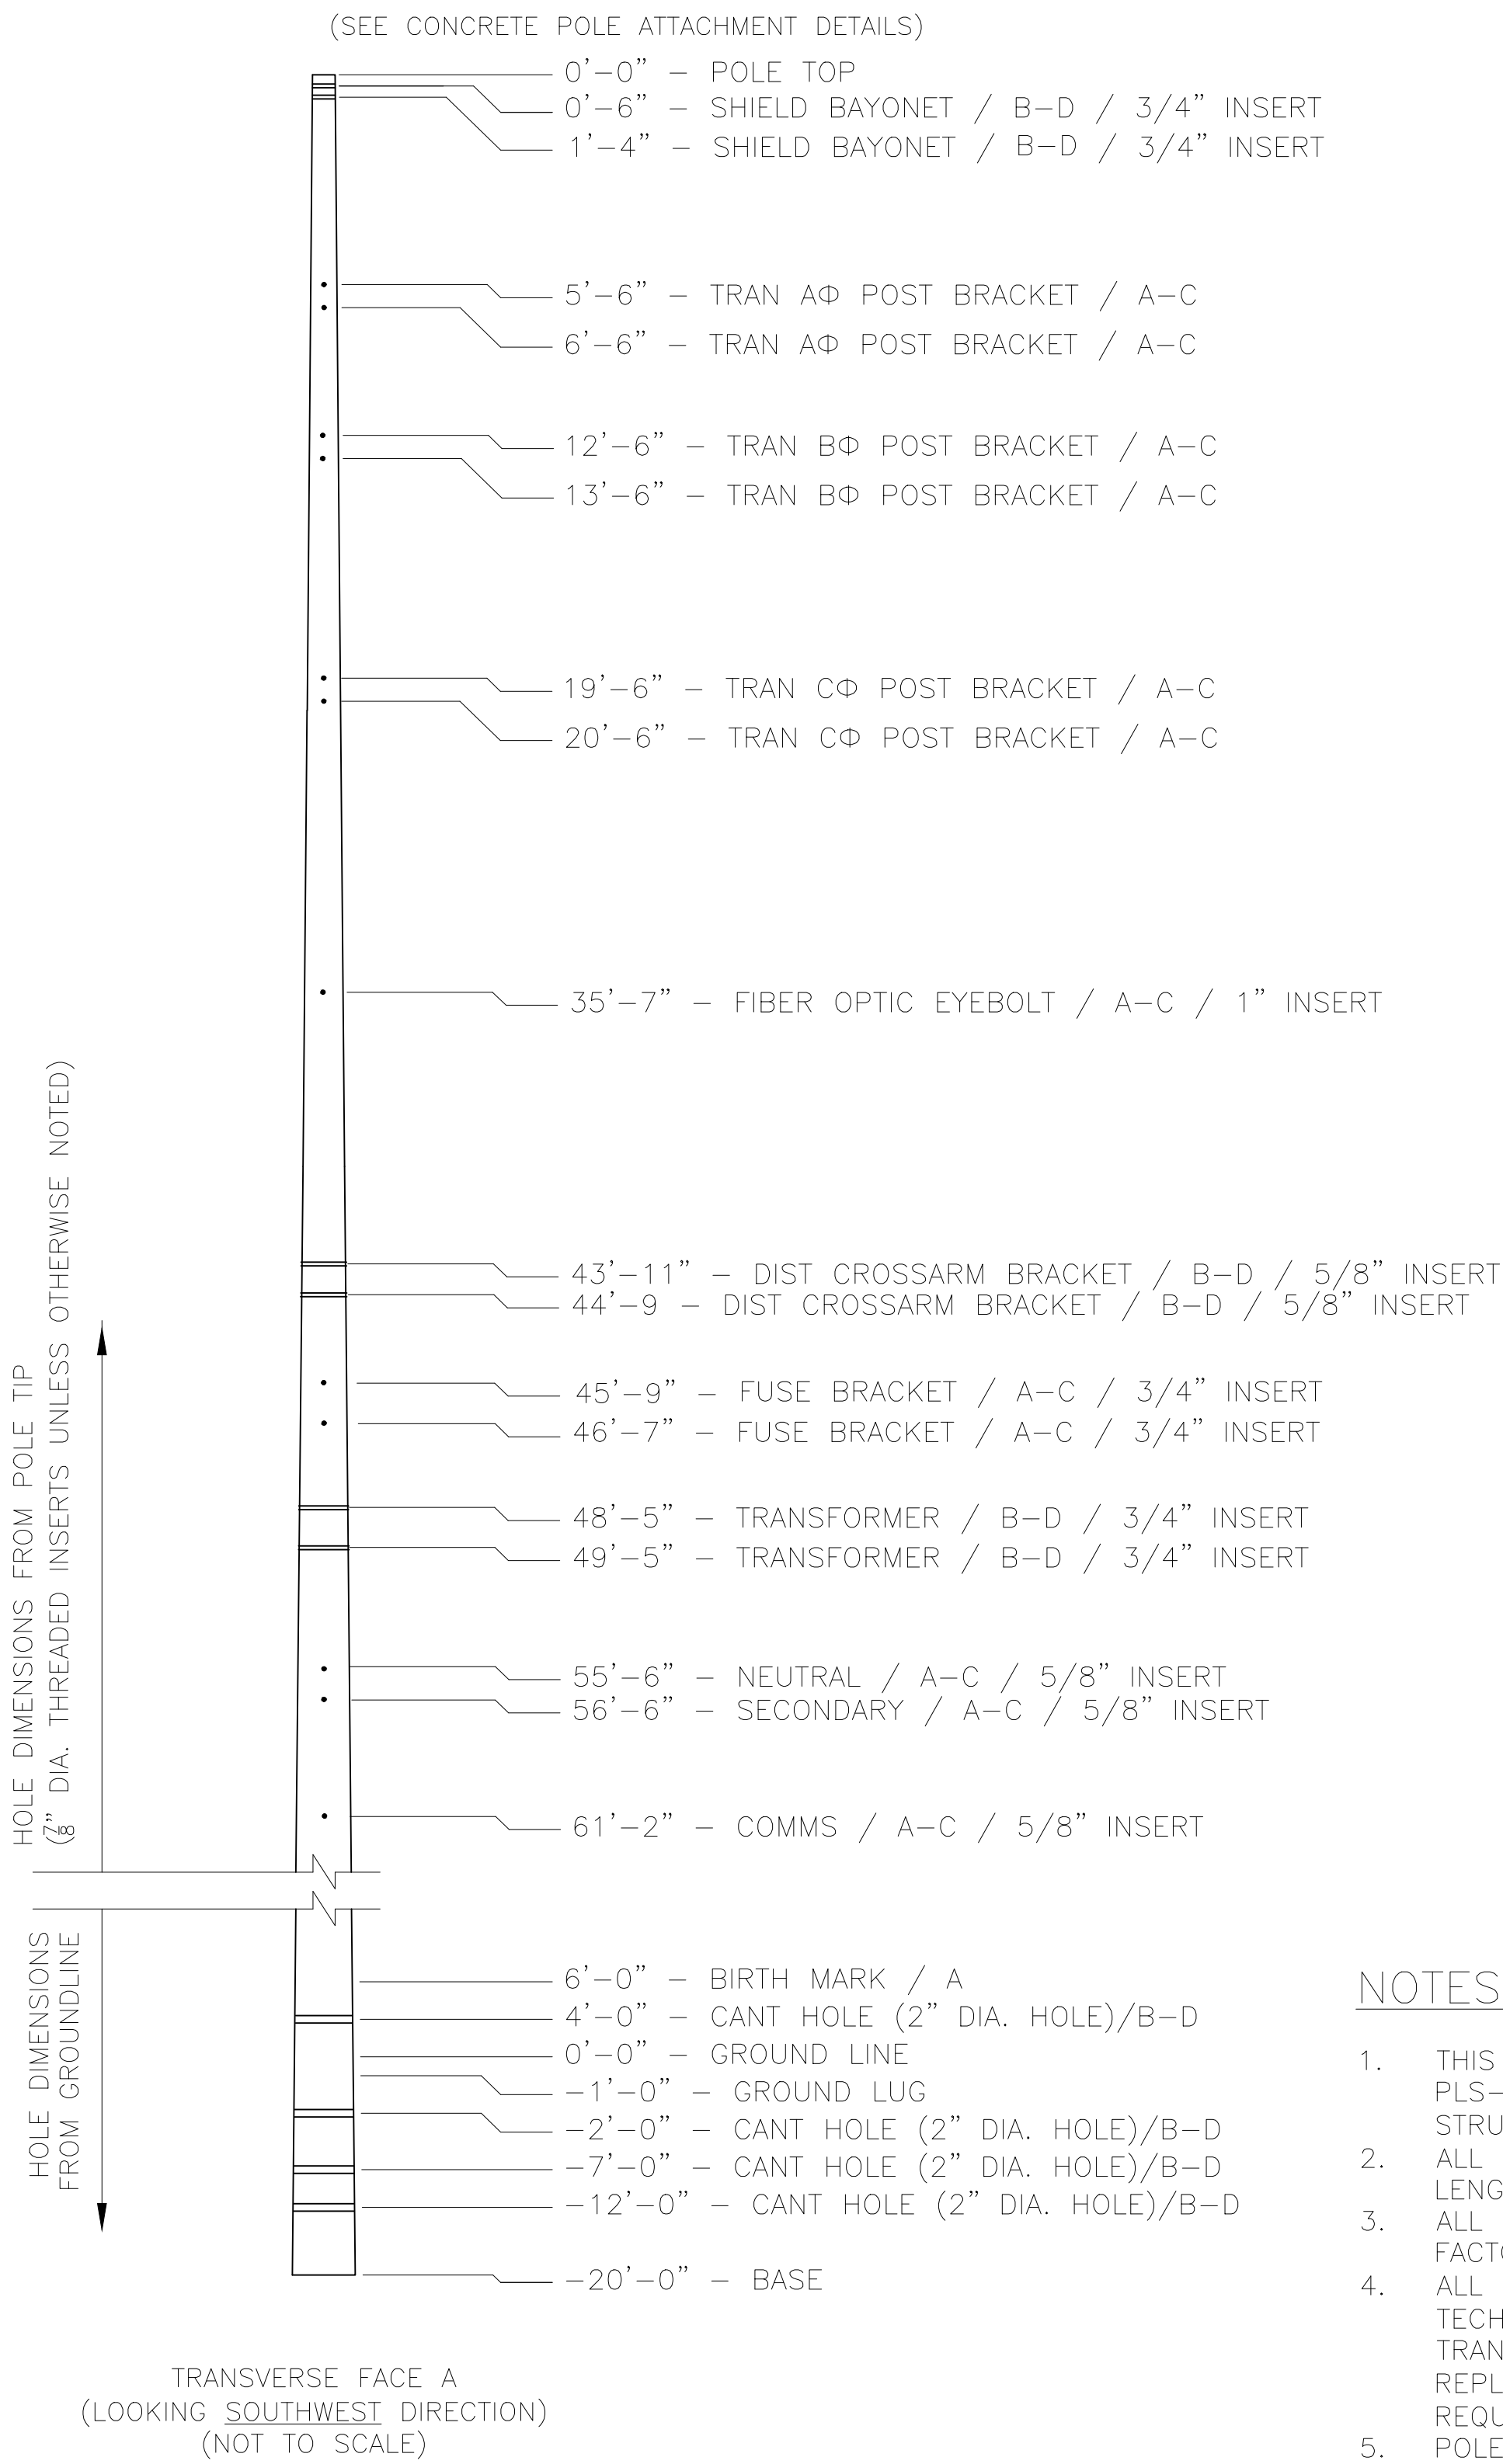 (SEE CONCRETE POLE ATTACHMENT DETAILS)
0'-0" - POLE TOP
0'-6" - SHIELD BAYONET / B-D / 3/4" INSERT
1'-4" - SHIELD BAYONET / B-D / 3/4" INSERT
5'-6" - TRAN AΦ POST BRACKET / A-C
6'-6" - TRAN AΦ POST BRACKET / A-C
12'-6" - TRAN BΦ POST BRACKET / A-C
13'-6" - TRAN BΦ POST BRACKET / A-C
19'-6" - TRAN CΦ POST BRACKET / A-C
20'-6" - TRAN CΦ POST BRACKET / A-C
35'-7" - FIBER OPTIC EYEBOLT / A-C / 1" INSERT
43'-11" - DIST CROSSARM BRACKET / B-D / 5/8" INSERT
44'-9 - DIST CROSSARM BRACKET / B-D / 5/8" INSERT
45'-9" - FUSE BRACKET / A-C / 3/4" INSERT
46'-7" - FUSE BRACKET / A-C / 3/4" INSERT
48'-5" - TRANSFORMER / B-D / 3/4" INSERT
49'-5" - TRANSFORMER / B-D / 3/4" INSERT
55'-6" - NEUTRAL / A-C / 5/8" INSERT
56'-6" - SECONDARY / A-C / 5/8" INSERT
61'-2" - COMMS / A-C / 5/8" INSERT
HOLE DIMENSIONS FROM POLE TIP
(7/8" DIA. THREADED INSERTS UNLESS OTHERWISE NOTED)
HOLE DIMENSIONS
FROM GROUNDLINE
6'-0" - BIRTH MARK / A
4'-0" - CANT HOLE (2" DIA. HOLE)/B-D
0'-0" - GROUND LINE
-1'-0" - GROUND LUG
-2'-0" - CANT HOLE (2" DIA. HOLE)/B-D
-7'-0" - CANT HOLE (2" DIA. HOLE)/B-D
-12'-0" - CANT HOLE (2" DIA. HOLE)/B-D
-20'-0" - BASE
TRANSVERSE FACE A
(LOOKING SOUTHWEST DIRECTION)
(NOT TO SCALE)
NOTES
1. THIS
PLS-
STRU
2. ALL
LENG
3. ALL
FACTO
4. ALL
TECH
TRAN
REPL
REQU
5. POLE